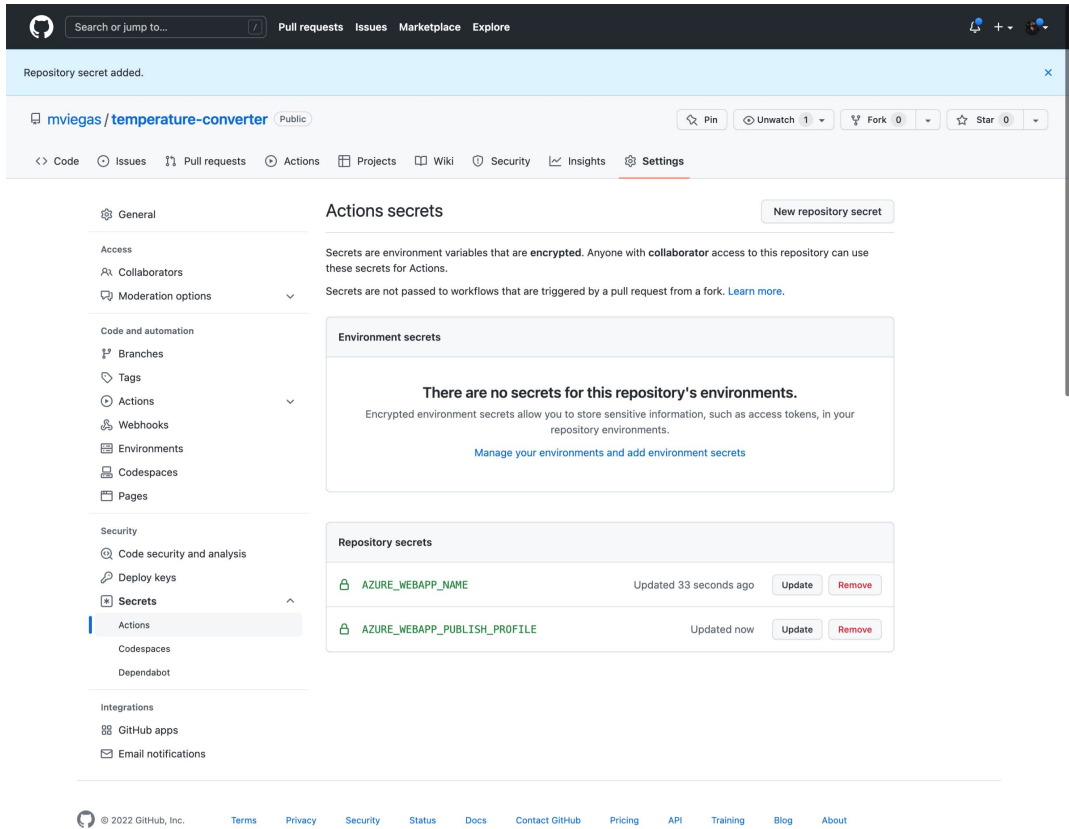 Search or jump to... /
Pull requests Issues Marketplace Explore
Repository secret added.
mviegas / temperature-converter Public
Pin Unwatch 1 Fork 0 Star 0
Code Issues Pull requests Actions Projects Wiki Security Insights Settings
General
Access
Collaborators
Moderation options
Code and automation
Branches
Tags
Actions
Webhooks
Environments
Codespaces
Pages
Security
Code security and analysis
Deploy keys
Secrets
Actions
Codespaces
Dependabot
Integrations
GitHub apps
Email notifications
Actions secrets
New repository secret
Secrets are environment variables that are encrypted. Anyone with collaborator access to this repository can use
these secrets for Actions.
Secrets are not passed to workflows that are triggered by a pull request from a fork. Learn more.
Environment secrets
There are no secrets for this repository's environments.
Encrypted environment secrets allow you to store sensitive information, such as access tokens, in your
repository environments.
Manage your environments and add environment secrets
Repository secrets
AZURE_WEBAPP_NAME Updated 33 seconds ago Update Remove
AZURE_WEBAPP_PUBLISH_PROFILE Updated now Update Remove
© 2022 GitHub, Inc. Terms Privacy Security Status Docs Contact GitHub Pricing API Training Blog About